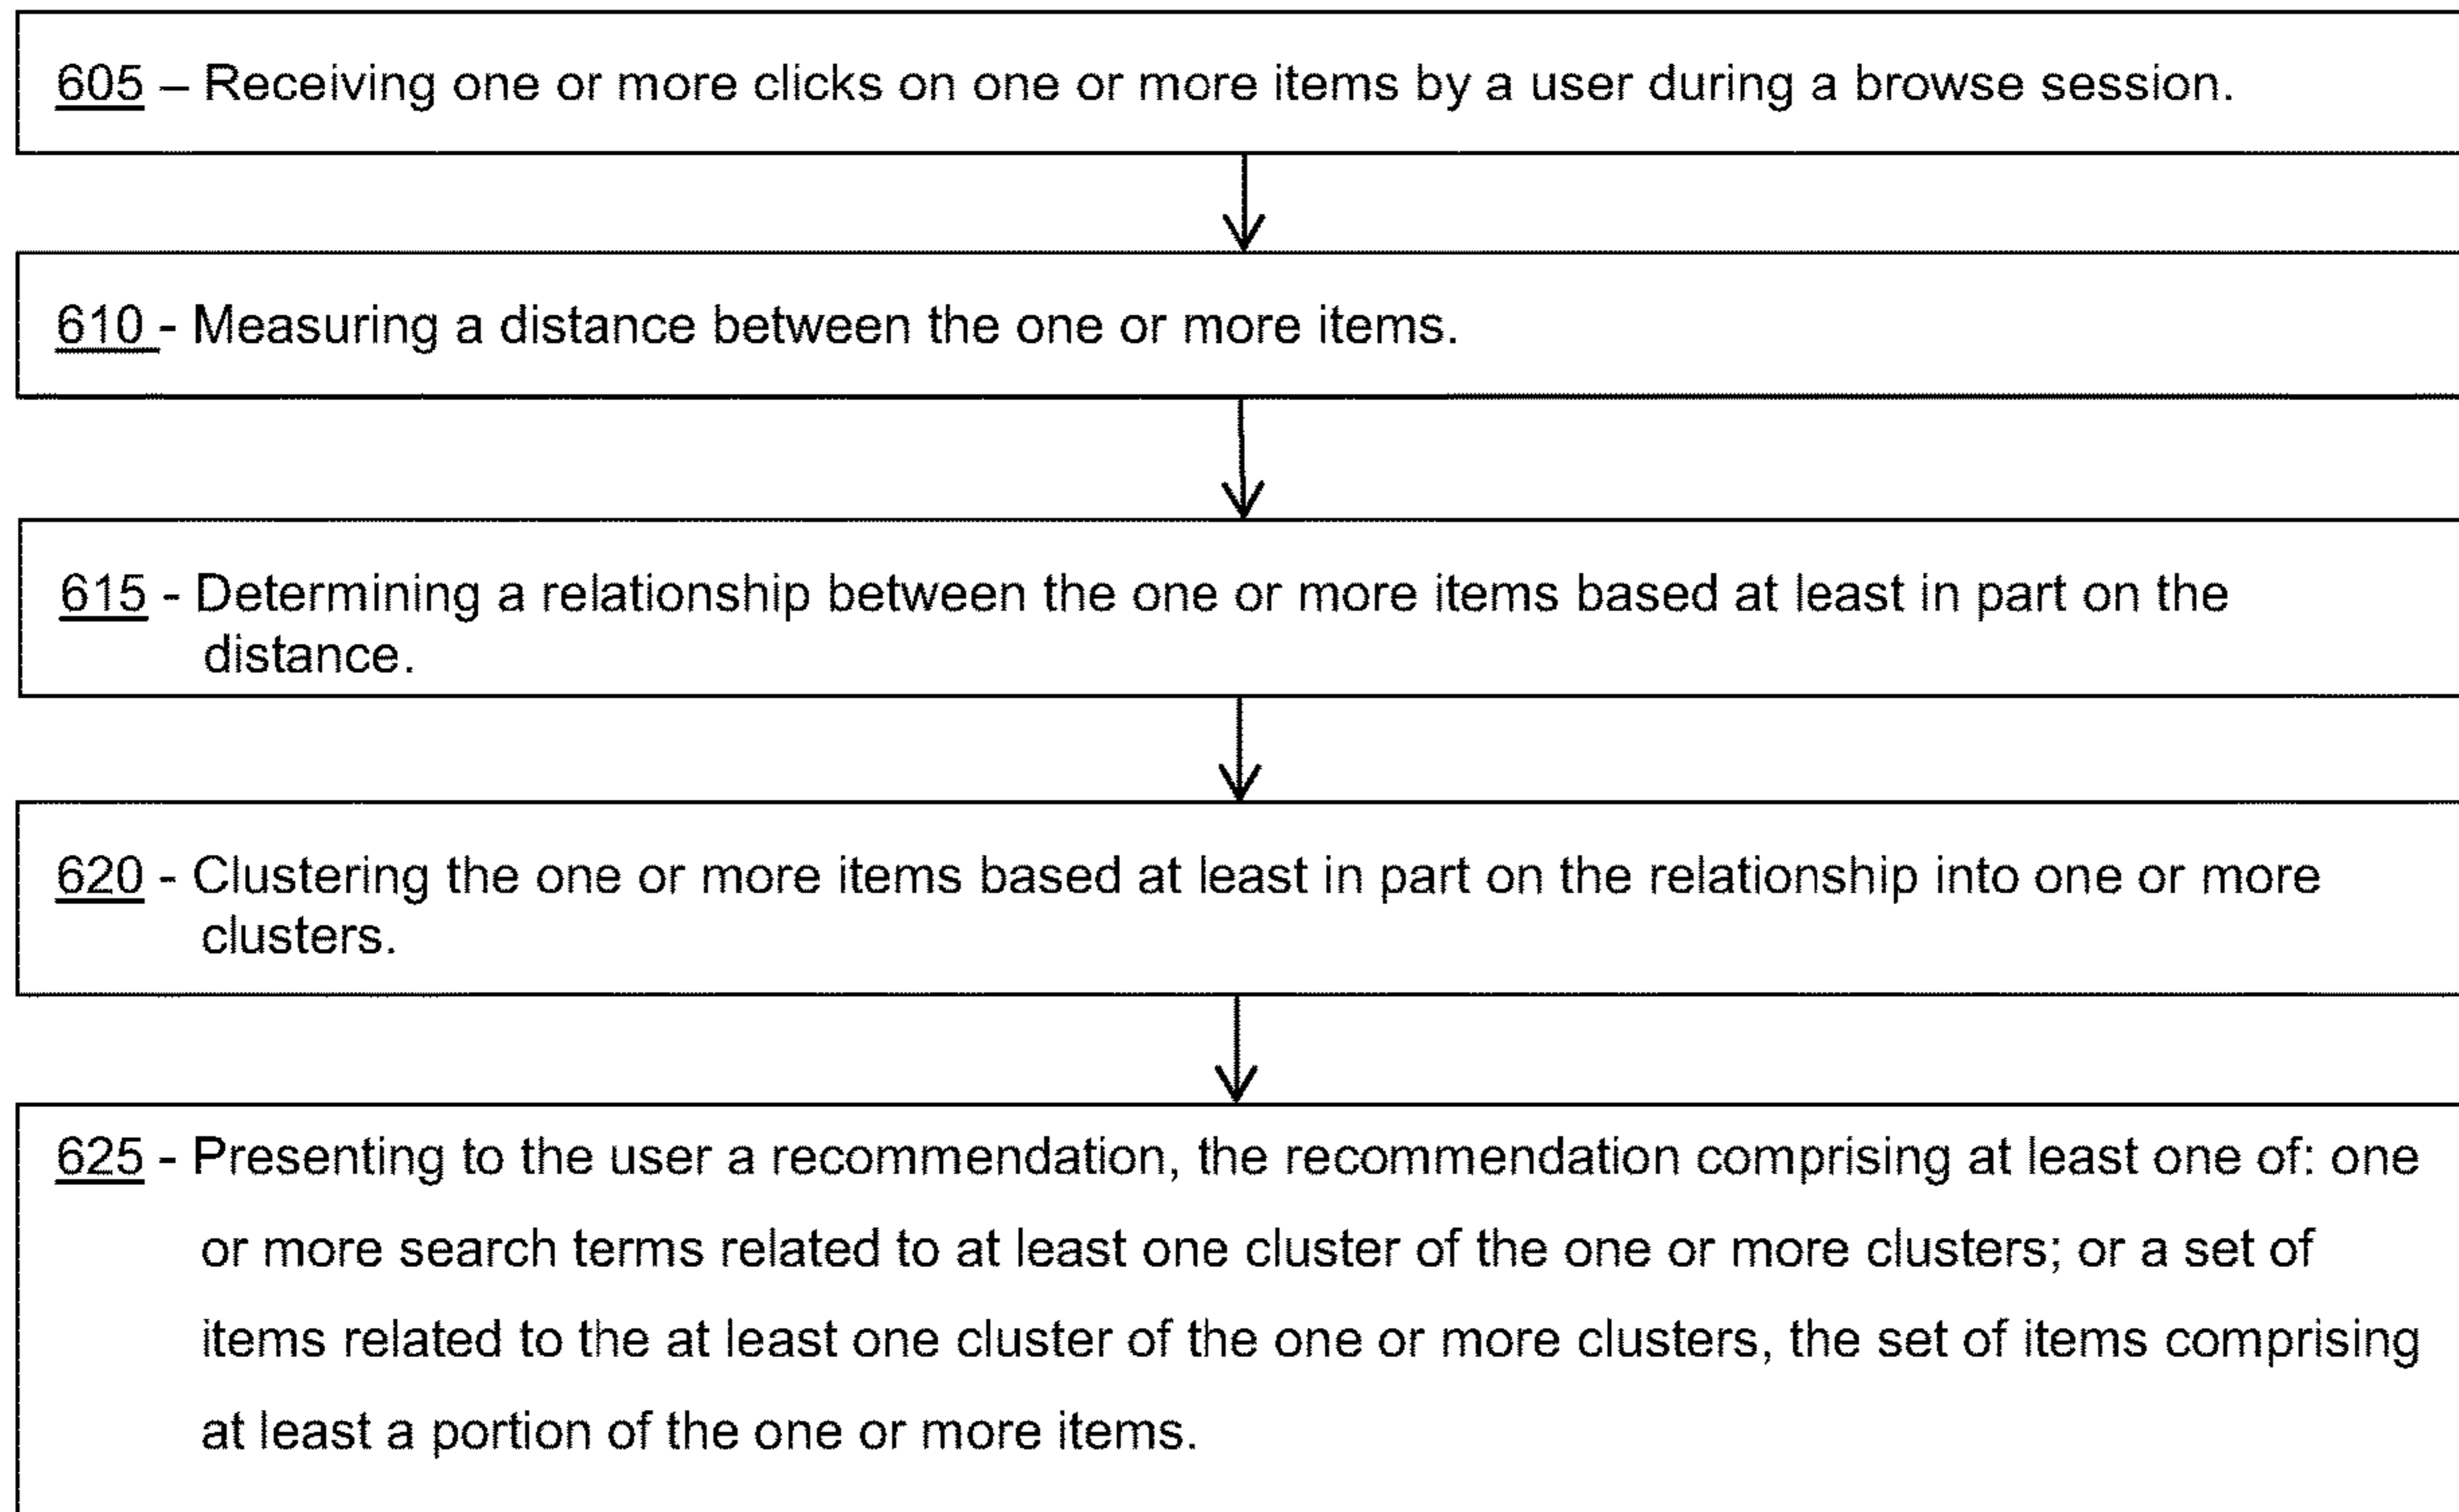 605 – Receiving one or more clicks on one or more items by a user during a browse session.
610 - Measuring a distance between the one or more items.
615 - Determining a relationship between the one or more items based at least in part on the
distance.
620 - Clustering the one or more items based at least in part on the relationship into one or more
clusters.
625 - Presenting to the user a recommendation, the recommendation comprising at least one of: one
or more search terms related to at least one cluster of the one or more clusters; or a set of
items related to the at least one cluster of the one or more clusters, the set of items comprising
at least a portion of the one or more items.